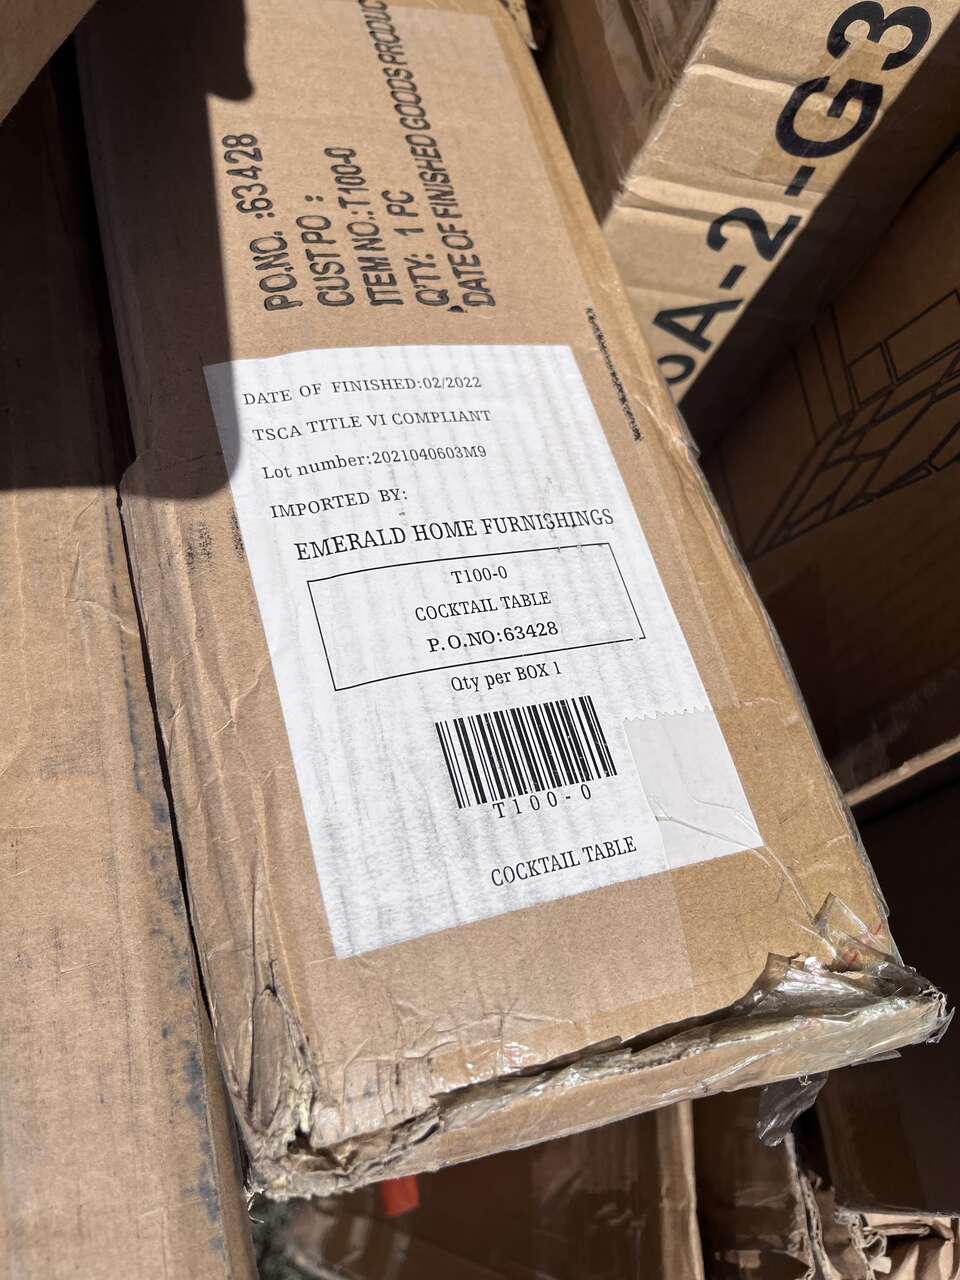 PO.NO. :63428
CUST PO :
ITEM NO.:T100-0
Q'TY: 1 PC
DATE OF FINISHED GOODS PRODUC
A-2-G3
DATE OF FINISHED:02/2022
TSCA TITLE VI COMPLIANT
Lot number:2021040603M9
IMPORTED BY:
EMERALD HOME FURNISHINGS
T100-0
COCKTAIL TABLE
P.O.NO:63428
Qty per BOX 1
T100-0
COCKTAIL TABLE